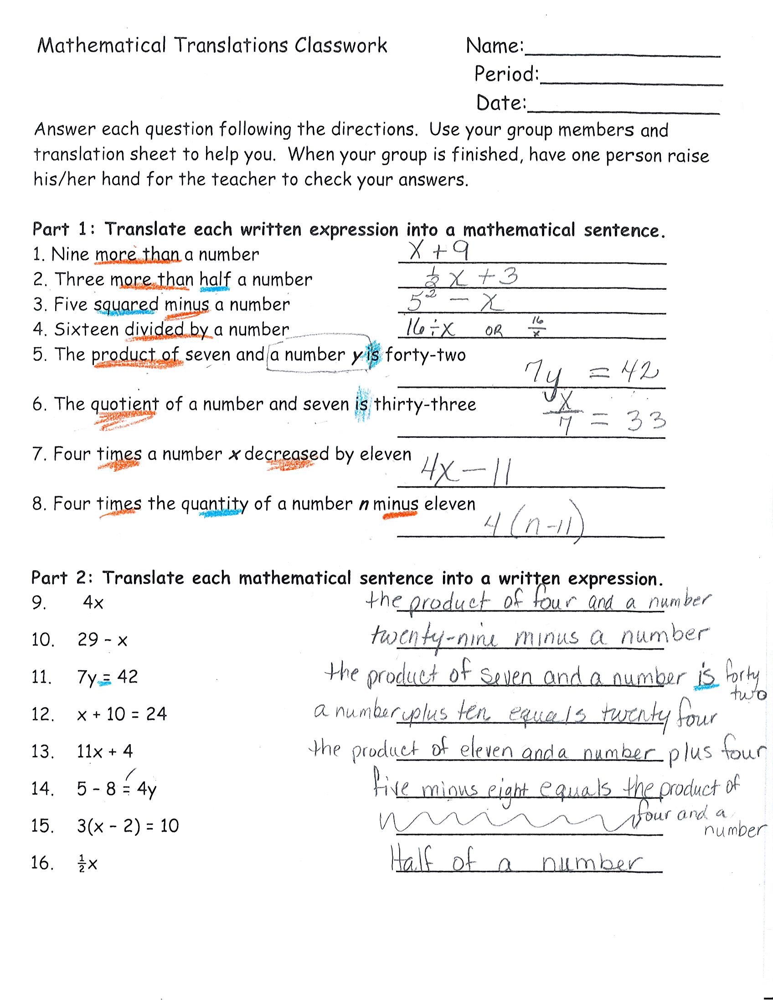 Mathematical Translations Classwork Name:
Period:
Date:
Answer each question following the directions. Use your group members and
translation sheet to help you. When your group is finished, have one person raise
his/her hand for the teacher to check your answers.
Part 1: Translate each written expression into a mathematical sentence.
1. Nine more than a number x + 9
2. Three more than half a number ½ x + 3
3. Five squared minus a number 5² - x
4. Sixteen divided by a number 16 ÷ x OR 16/x
5. The product of seven and a number y is forty-two
7y = 42
6. The quotient of a number and seven is thirty-three
x/7 = 33
7. Four times a number x decreased by eleven
4x - 11
8. Four times the quantity of a number n minus eleven
4(n-11)
Part 2: Translate each mathematical sentence into a written expression.
9. 4x the product of four and a number
10. 29 - x twenty-nine minus a number
11. 7y = 42 the product of seven and a number is forty
two
12. x + 10 = 24 a number plus ten equals twenty four
13. 11x + 4 the product of eleven and a number plus four
14. 5 - 8 = 4y five minus eight equals the product of
four and a
15. 3(x - 2) = 10
number
16. ½x Half of a number